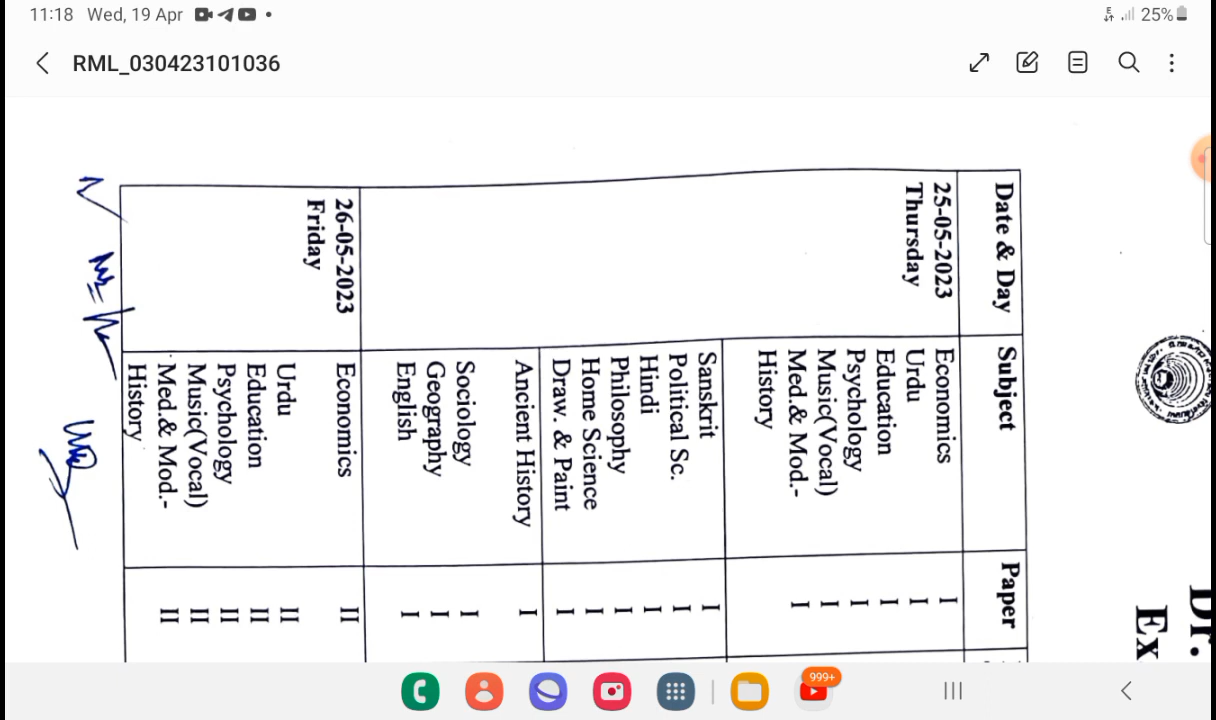 11:18 Wed, 19 Apr
25%
RML_030423101036
Dr.
Ex
Date & Day Subject Paper
25-05-2023 Economics I
Thursday Urdu I
Education I
Psychology I
Music(Vocal) I
Med.& Mod.- I
History
Sanskrit I
Political Sc. I
Hindi I
Philosophy I
Home Science I
Draw. & Paint I
Ancient History I
Sociology I
Geography I
English I
26-05-2023 Economics II
Friday
Urdu II
Education II
Psychology II
Music(Vocal) II
Med.& Mod.- II
History
999+